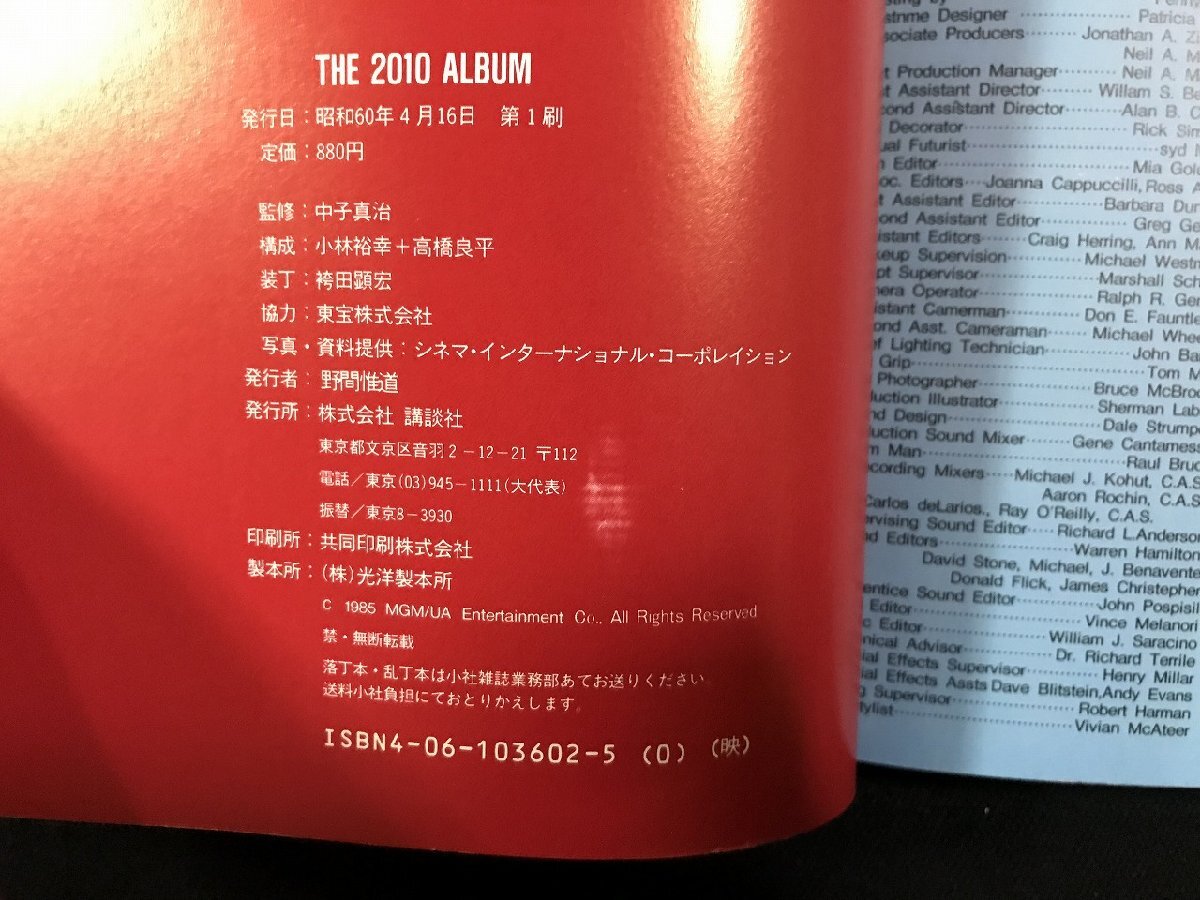 THE 2010 ALBUM
発行日：昭和60年4月16日　第1刷
定価：880円
監修：中子真治
構成：小林裕幸＋高橋良平
装丁：袴田顕宏
協力：東宝株式会社
写真・資料提供：シネマ・インターナショナル・コーポレイション
発行者：野間惟道
発行所：株式会社 講談社
東京都文京区音羽2-12-21 〒112
電話／東京(03)945-1111(大代表)
振替／東京8-3930
印刷所：共同印刷株式会社
製本所：(株)光洋製本所
C 1985 MGM/UA Entertainment Co., All Rights Reserved
禁・無断転載
落丁本・乱丁本は小社雑誌業務部あてお送りください
送料小社負担にておとりかえします。
ISBN4-06-103602-5 (0) (映)
by
Designer Patricia
Producers Jonathan A.
Neil A.
Production Manager Neil A.
Assistant Director Willam S.
Assistant Director Alan B.
Decorator Rick
Futurist syd
Editor Mia
Editors Joanna Cappuccilli, Ross
Assistant Editor Barbara
Assistant Editor Greg
Editors Craig Herring, Ann
Supervision Michael
Supervisor Marshall
Operator Ralph R.
Camerman Don E.
Asst. Cameraman Michael
Lighting Technician John
Grip Tom
Photographer Bruce
Illustrator Sherman
Design Dale
Sound Mixer Gene
Man Raul
Mixers Michael J. Kohut, C.A.S
Aaron Rochin, C.A.S
Carlos deLarios., Ray O'Reilly, C.A.S.
Sound Editor Richard L.Anderson
Editors Warren Hamilton
David Stone, Michael, J. Benavente
Donald Flick, James Christopher
Sound Editor John Pospisil
Editor Vince Melanori
Editor William J. Saracino
Advisor Dr. Richard Terrile
Effects Supervisor Henry Millar
Effects Assts Dave Blitstein,Andy Evans
Supervisor Robert Harman
Vivian McAteer